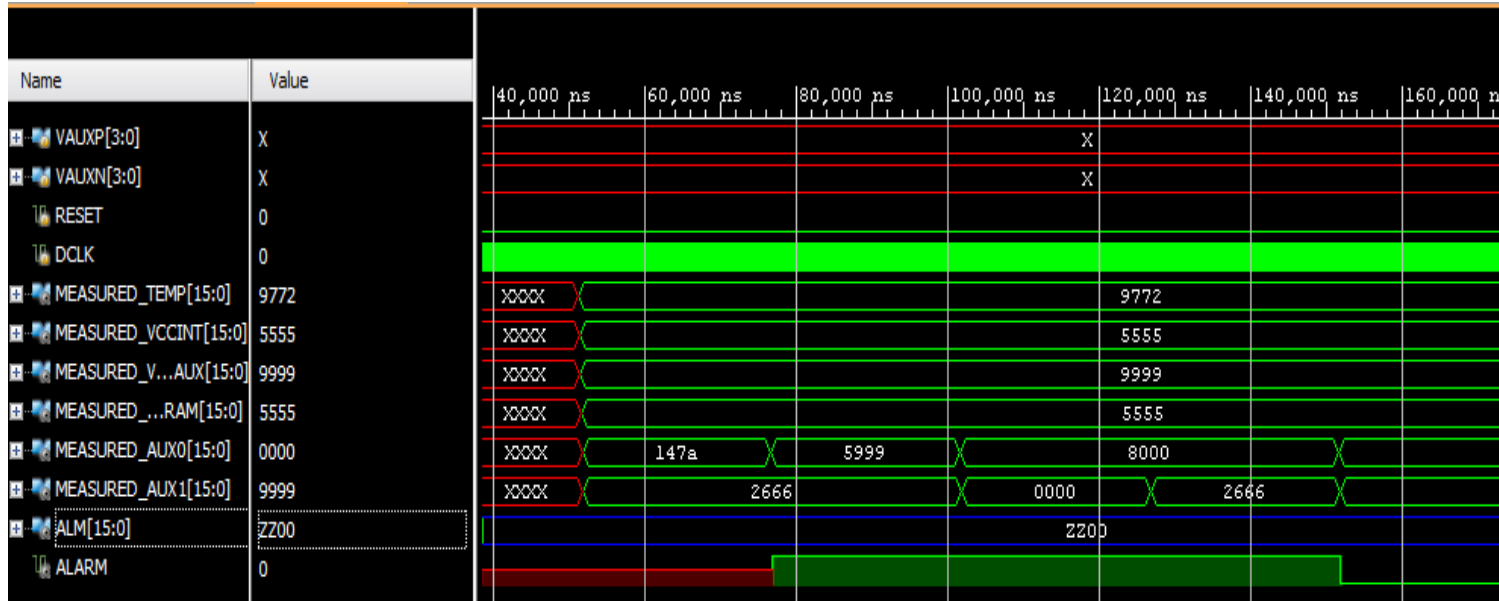 Name Value
40,000 ns 60,000 ns 80,000 ns 100,000 ns 120,000 ns 140,000 ns 160,000 n
VAUXP[3:0] X X
VAUXN[3:0] X X
RESET 0
DCLK 0
MEASURED_TEMP[15:0] 9772 XXXX 9772
MEASURED_VCCINT[15:0] 5555 XXXX 5555
MEASURED_V...AUX[15:0] 9999 XXXX 9999
MEASURED_...RAM[15:0] 5555 XXXX 5555
MEASURED_AUX0[15:0] 0000 XXXX 147a 5999 8000
MEASURED_AUX1[15:0] 9999 XXXX 2666 0000 2666
ALM[15:0] ZZ00 ZZ00
ALARM 0